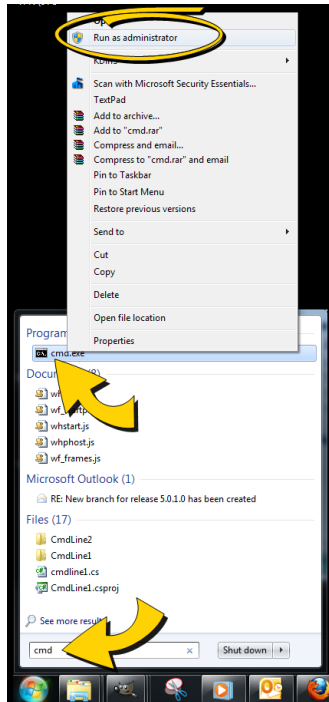 Run as administrator
Scan with Microsoft Security Essentials...
TextPad
Add to archive...
Add to "cmd.rar"
Compress and email...
Compress to "cmd.rar" and email
Pin to Taskbar
Pin to Start Menu
Restore previous versions
Send to
Cut
Copy
Delete
Open file location
Properties
cmd.exe
whstart.js
whphost.js
wf_frames.js
Microsoft Outlook (1)
RE: New branch for release 5.0.1.0 has been created
Files (17)
CmdLine2
CmdLine1
cmdline1.cs
CmdLine1.csproj
See more
cmd
Shut down